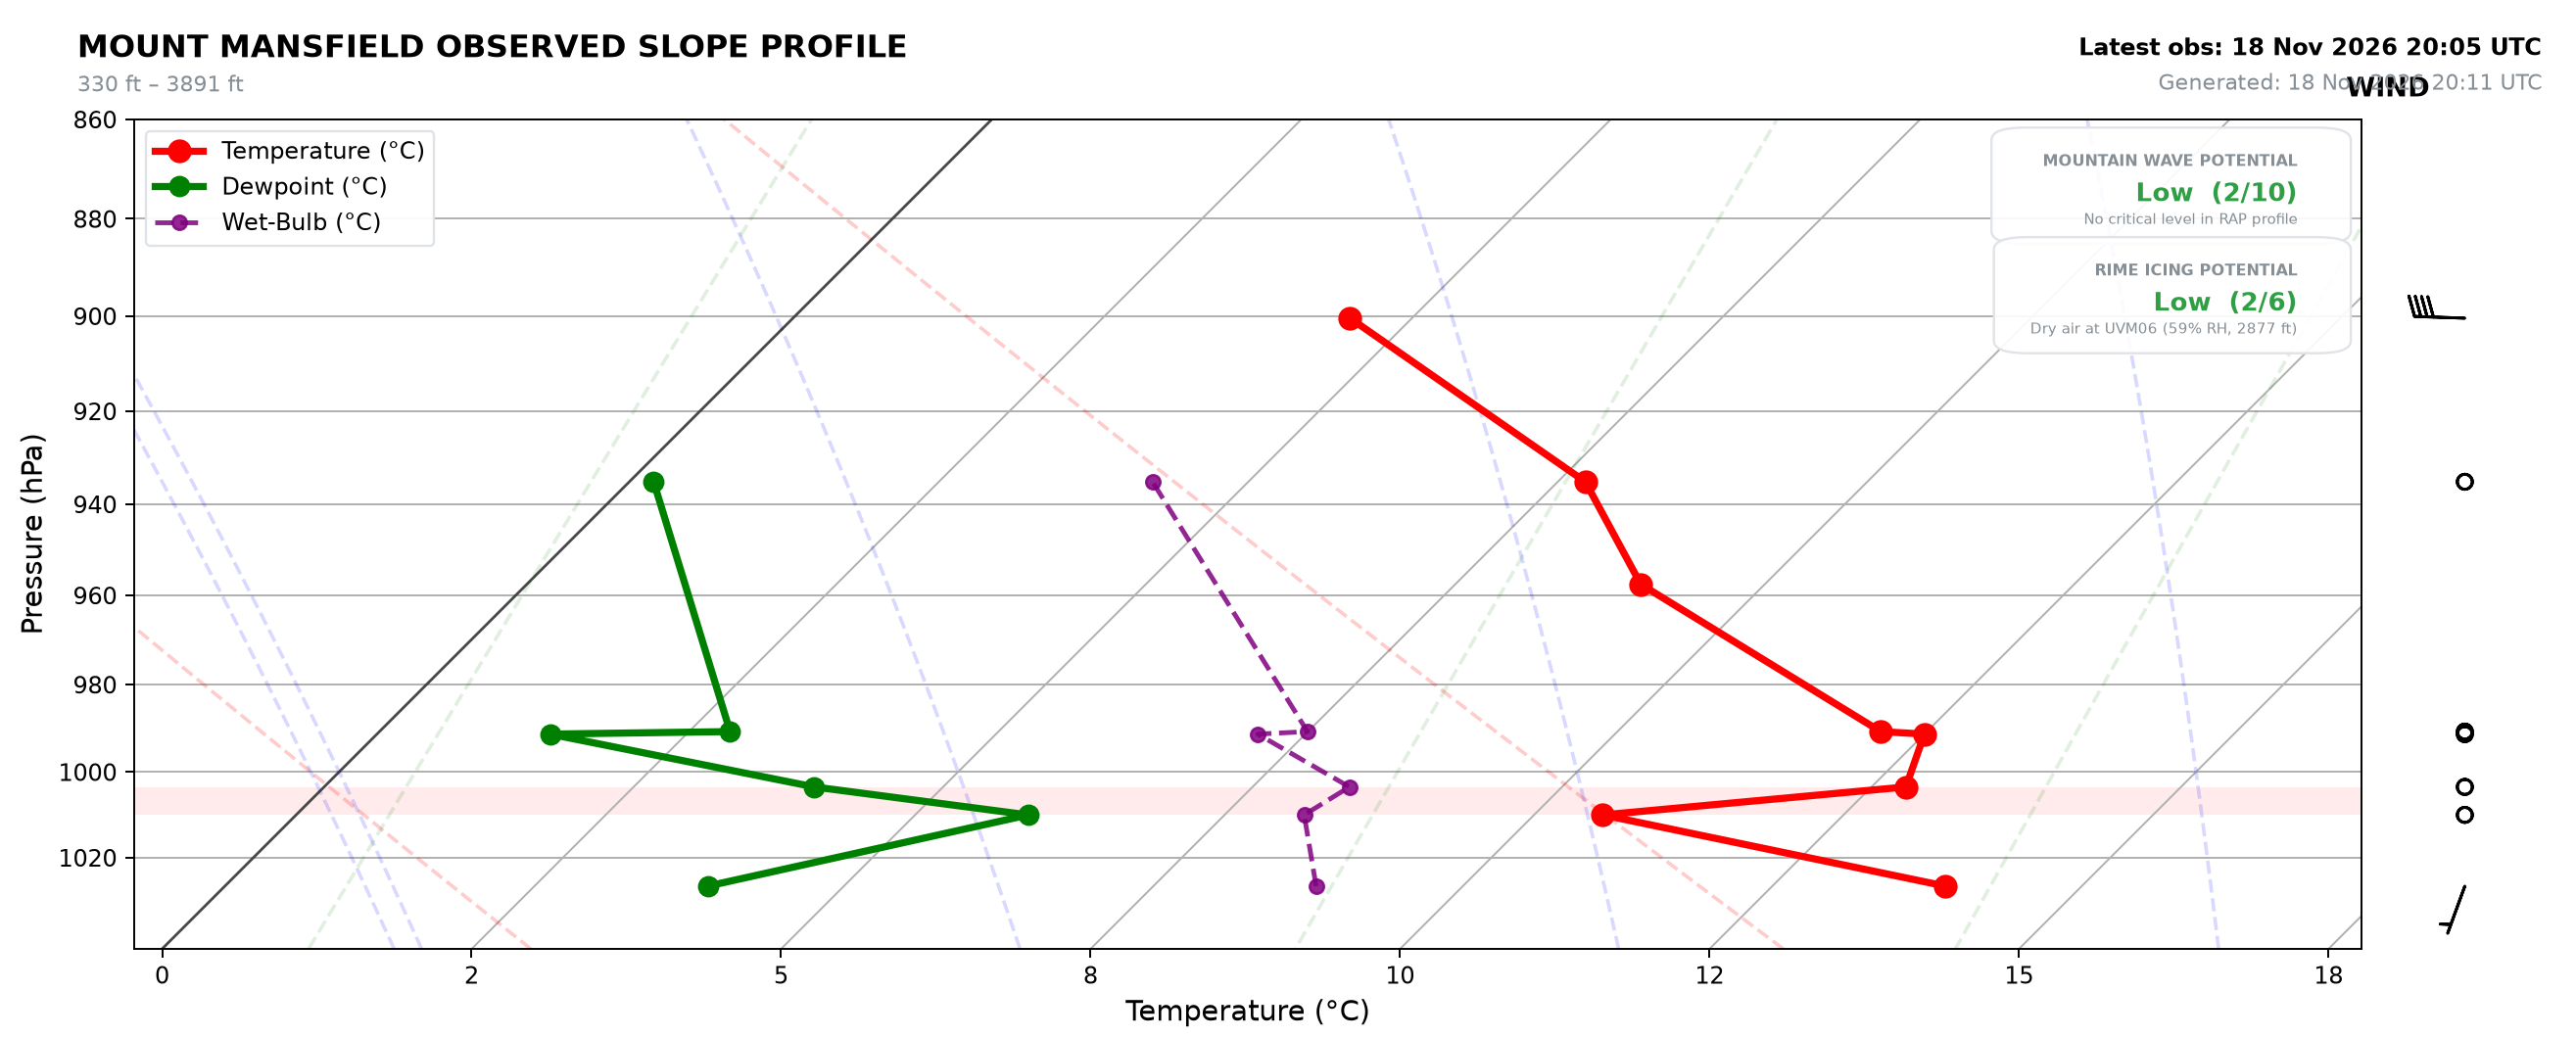 MOUNT MANSFIELD OBSERVED SLOPE PROFILE
330 ft – 3891 ft
Latest obs: 18 Nov 2026 20:05 UTC
Generated: 18 Nov 2026 20:11 UTC
WIND
Temperature (°C)
Dewpoint (°C)
Wet-Bulb (°C)
MOUNTAIN WAVE POTENTIAL
Low (2/10)
No critical level in RAP profile
RIME ICING POTENTIAL
Low (2/6)
Dry air at UVM06 (59% RH, 2877 ft)
Pressure (hPa)
860
880
900
920
940
960
980
1000
1020
0 2 5 8 10 12 15 18
Temperature (°C)